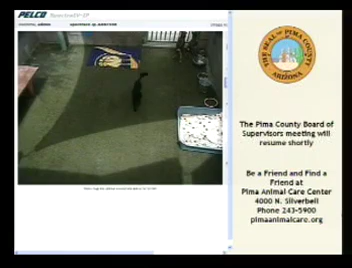 PELCO
THE SEAL OF PIMA COUNTY
ARIZONA
The Pima County Board of
Supervisors meeting will
resume shortly
Be a Friend and Find a
Friend at
Pima Animal Care Center
4000 N. Silverbell
Phone 243-5900
pimaanimalcare.org